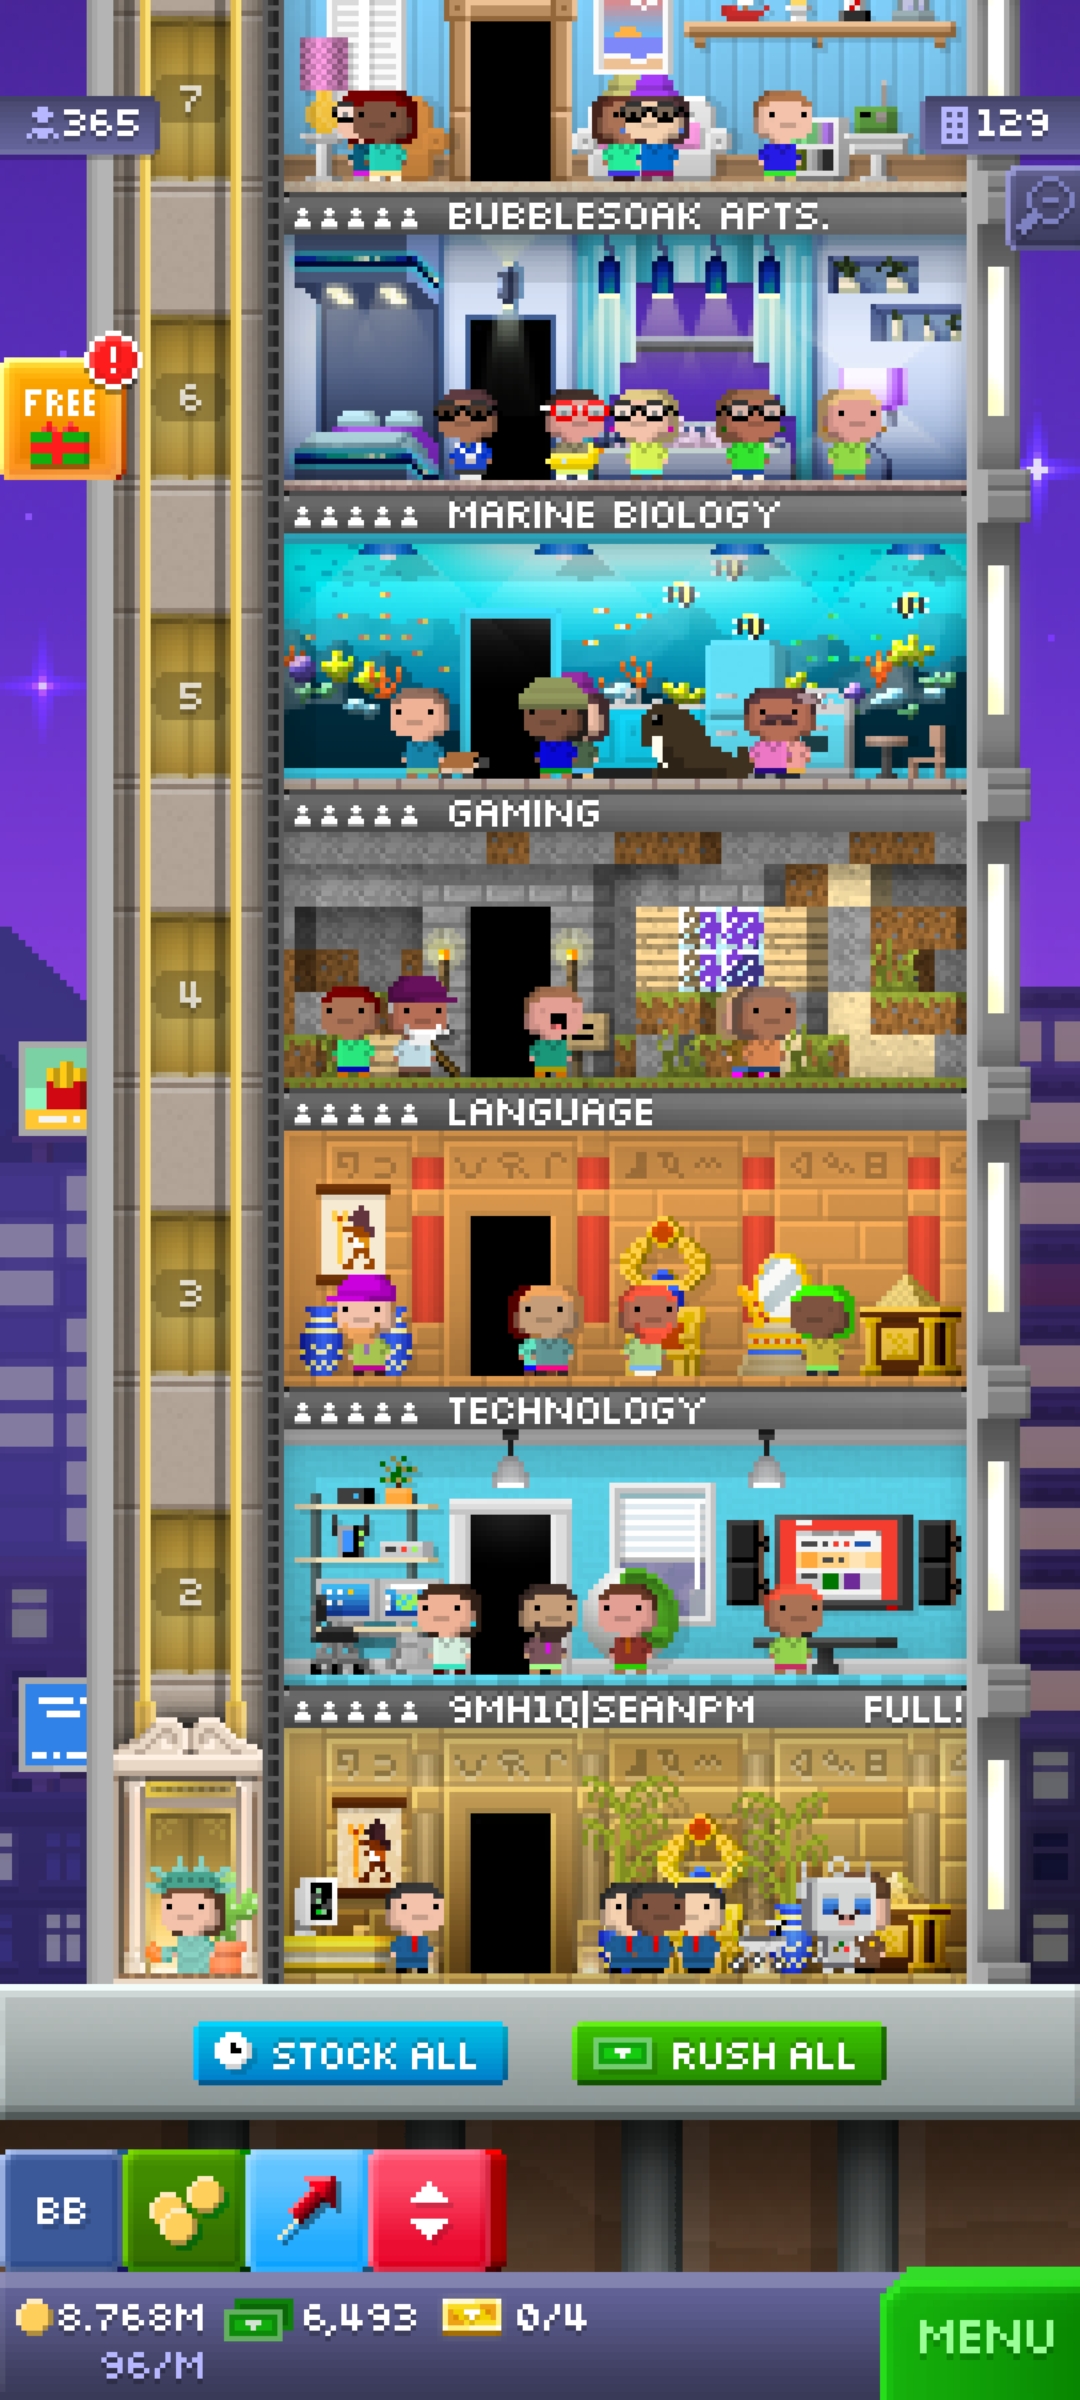 7
365
129
BUBBLESOAK APTS.
FREE
!
6
MARINE BIOLOGY
5
GAMING
4
LANGUAGE
3
TECHNOLOGY
2
9MH1Q|SEANPM FULL!
STOCK ALL
RUSH ALL
BB
8.768M 6,493 0/4
96/M
MENU